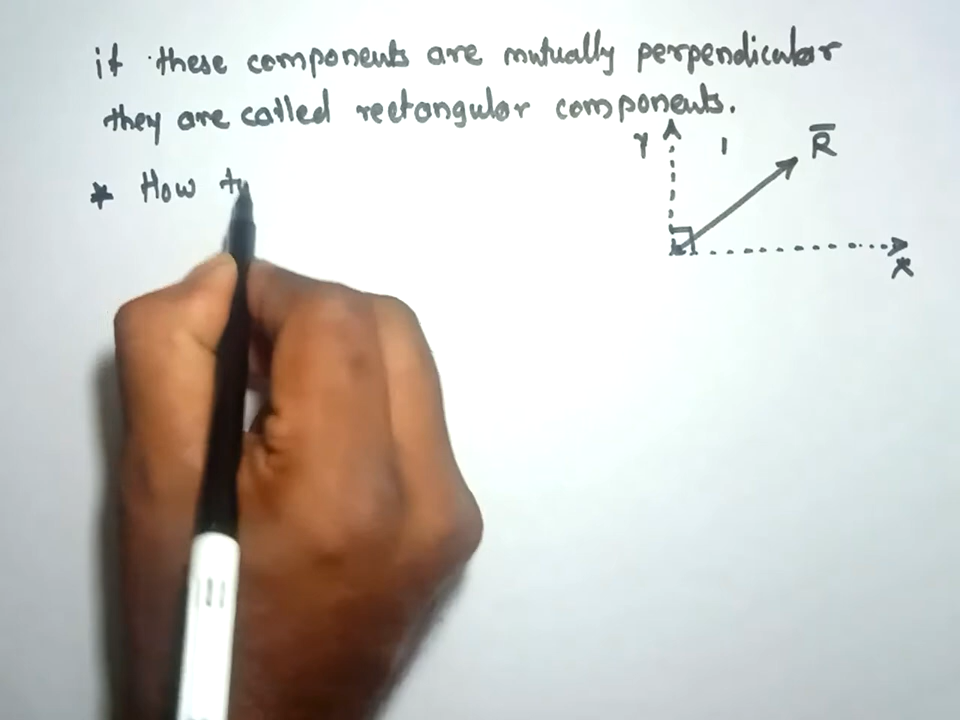 if these components are mutually perpendicular
they are called rectangular components.
Y
R̅
* How
X